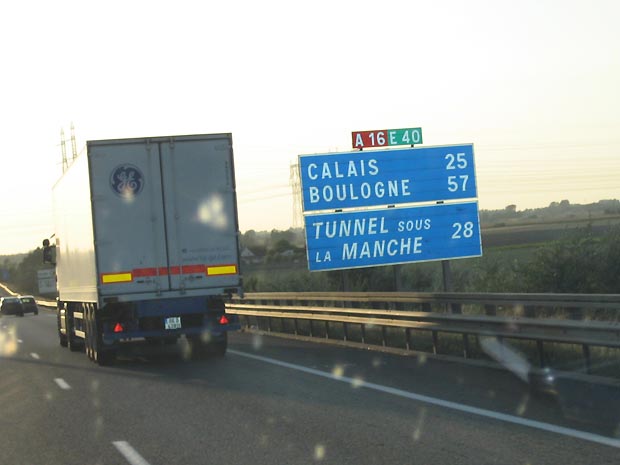 A 16 E 40
CALAIS 25
BOULOGNE 57
TUNNEL SOUS
LA MANCHE 28